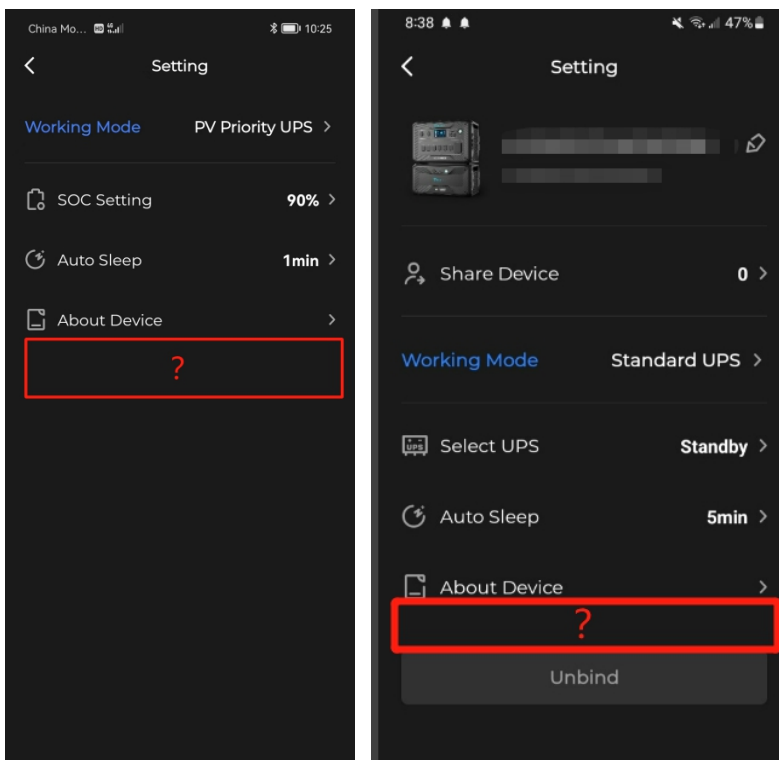 China Mo... 10:25
Setting
Working Mode PV Priority UPS
SOC Setting 90%
Auto Sleep 1min
About Device
?
8:38 47%
Setting
Share Device 0
Working Mode Standard UPS
UPS Select UPS Standby
Auto Sleep 5min
About Device
?
Unbind